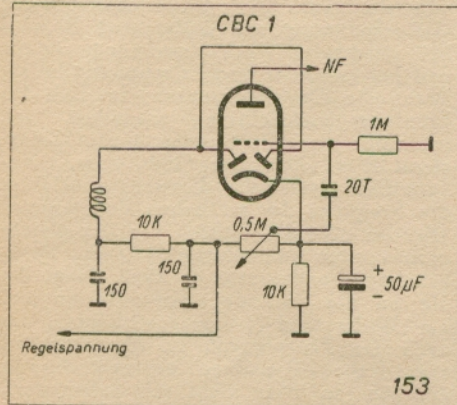 CBC 1
NF
1M
20T
10K
0,5M
150
150
10K
+
−
50µF
Regelspannung
153